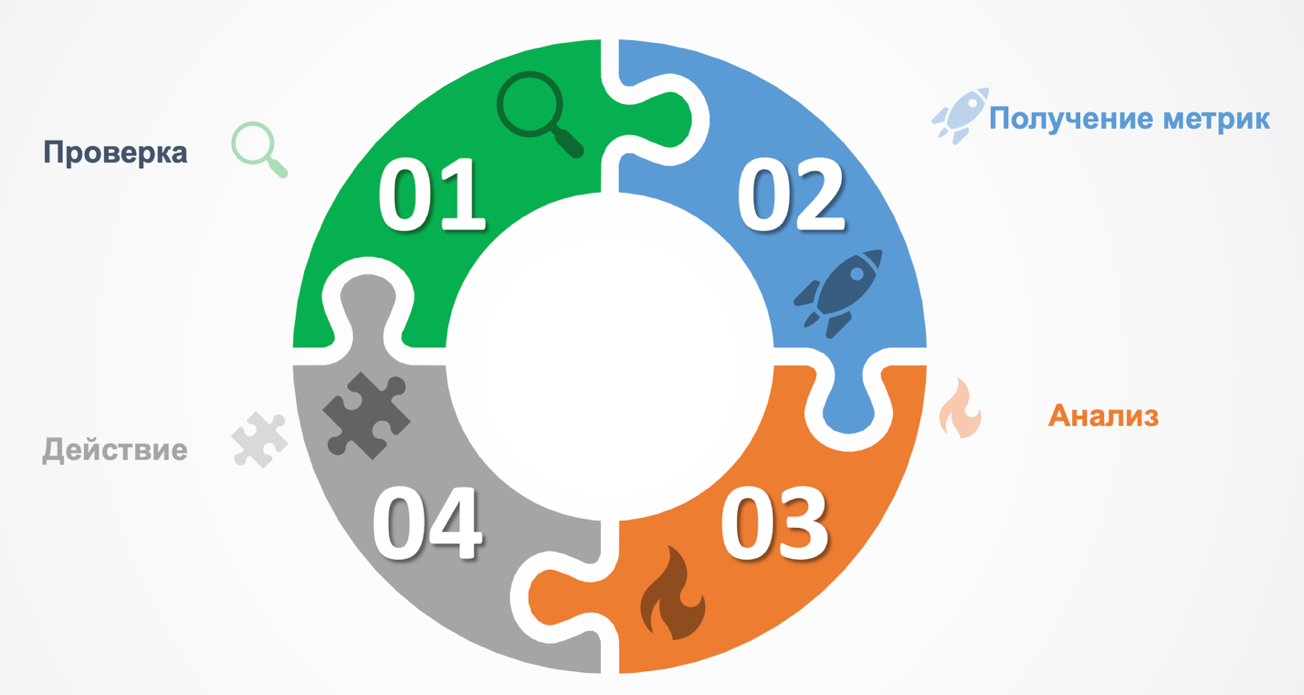 Проверка
01
02
Получение метрик
Действие
04
03
Анализ